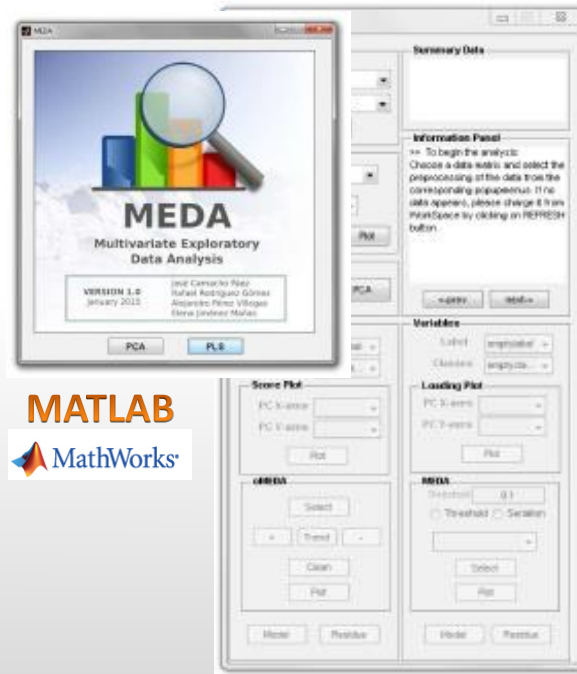 MEDA
MEDA
Multivariate Exploratory
Data Analysis
VERSION 1.0
January 2015
José Camacho Páez
Rafael Rodríguez Gómez
Alejandro Pérez Villegas
Elena Jiménez Mañas
PCA
PLS
MATLAB
MathWorks
Summary Data
Information Panel
>> To begin the analysis:
Choose a data matrix and select the
preprocessing of the data from the
corresponding popupmenus. If no
data appears, please charge it from
WorkSpace by clicking on REFRESH
button.
Plot
PCA
<<prev
next>>
Variables
Label
emptylabel
Classes
Score Plot
PC X-axes
PC Y-axes
Plot
Loading Plot
PC X-axes
PC Y-axes
Plot
oMEDA
Select
+
Trend
-
Clean
Plot
Model
Residue
MEDA
Threshold
0.1
Threshold
Seriation
Select
Plot
Model
Residue